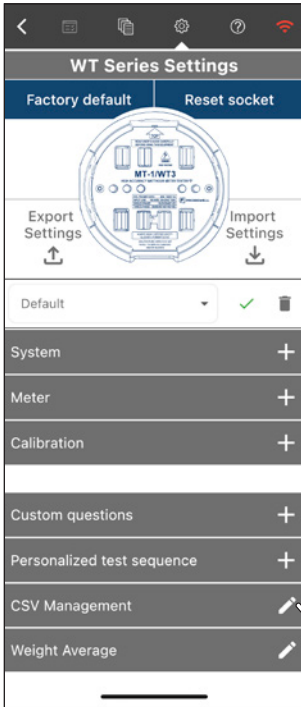 WT Series Settings
Factory default
Reset socket
MT-1/WT3
Export
Settings
Import
Settings
Default
System
Meter
Calibration
Custom questions
Personalized test sequence
CSV Management
Weight Average